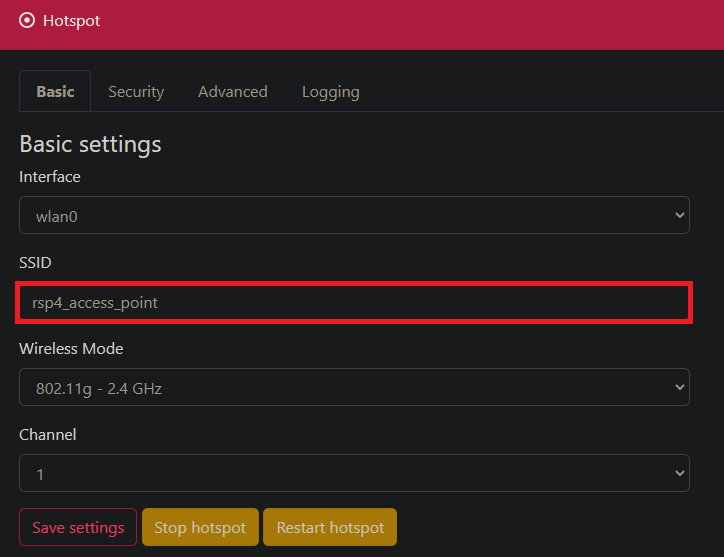 Hotspot
Basic Security Advanced Logging
Basic settings
Interface
wlan0
SSID
rsp4_access_point
Wireless Mode
802.11g - 2.4 GHz
Channel
1
Save settings Stop hotspot Restart hotspot